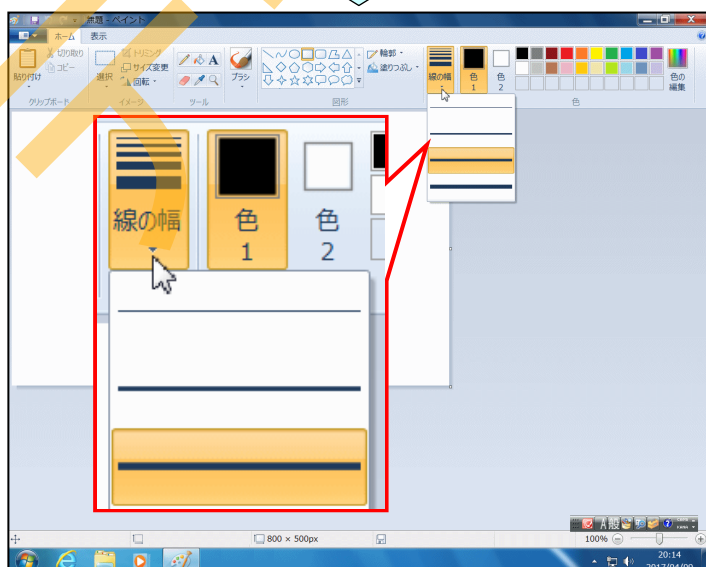 無題 - ペイント
ホーム 表示
貼り付け
切り取り
コピー
クリップボード
選択
トリミング
サイズ変更
回転
イメージ
A
ツール
ブラシ
図形
輪郭
塗りつぶし
線の幅
色
1
色
2
色
色の
編集
線の幅
色
1
色
2
800 × 500px
100%
A 般
20:14